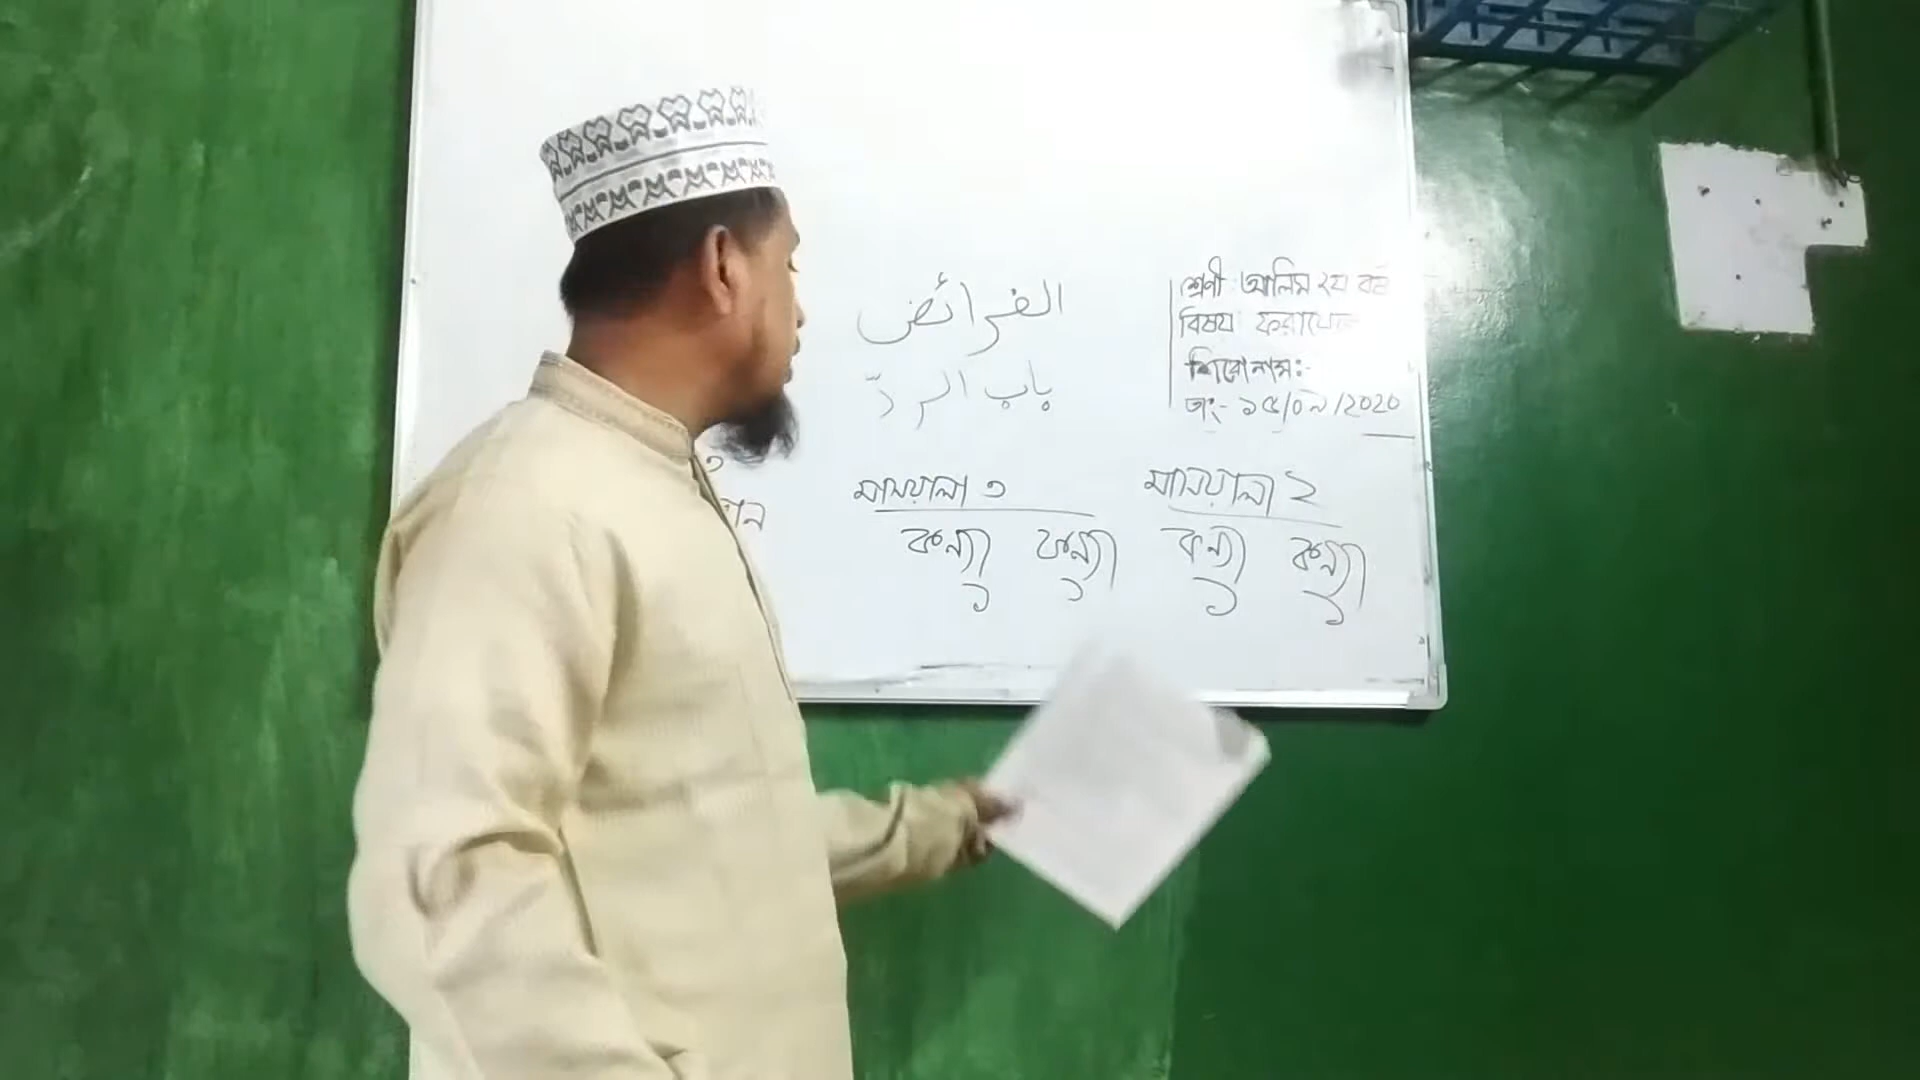 الفرائض
باب الردّ
শ্রেণী আলিম ২য় বর্ষ
বিষয় ফরায়েজ
শিরোনাম:-
তাং- ১৫/০৯/২০২০
মাসয়ালা ৩
কন্যা কন্যা
১ ১
মাসয়ালা ২
কন্যা কন্যা
১ ১